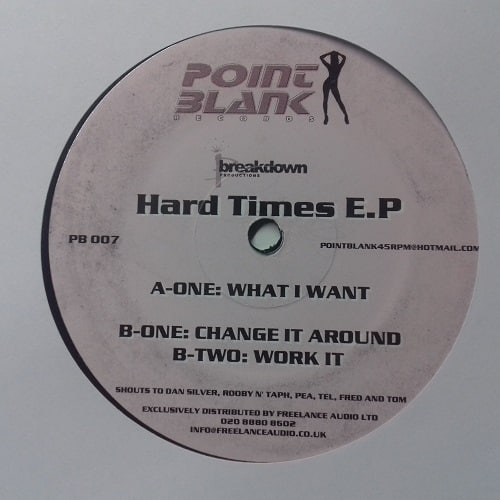 POINT
BLANK
RECORDS
breakdown
PRODUCTIONS
Hard Times E.P
PB 007
POINTBLANK45RPM@HOTMAIL.COM
A-ONE: WHAT I WANT
B-ONE: CHANGE IT AROUND
B-TWO: WORK IT
SHOUTS TO DAN SILVER, ROOBY N' TAPH, PEA, TEL, FRED AND TOM
EXCLUSIVELY DISTRIBUTED BY FREELANCE AUDIO LTD
020 8880 8602
INFO@FREELANCEAUDIO.CO.UK